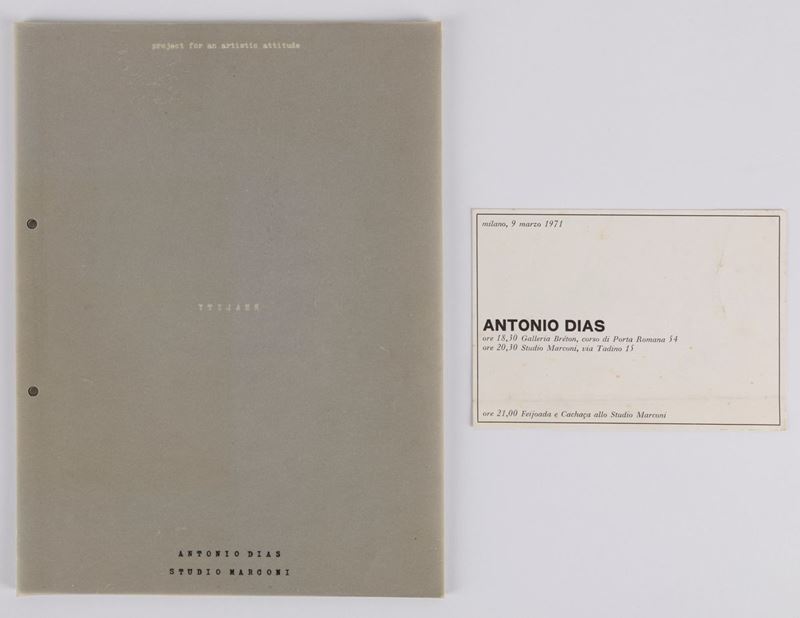 project for an artistic attitude
YTIJAƎЯ
ANTONIO DIAS
STUDIO MARCONI
milano, 9 marzo 1971
ANTONIO DIAS
ore 18,30 Galleria Bréton, corso di Porta Romana 54
ore 20,30 Studio Marconi, via Tadino 15
ore 21,00 Feijoada e Cachaça allo Studio Marconi